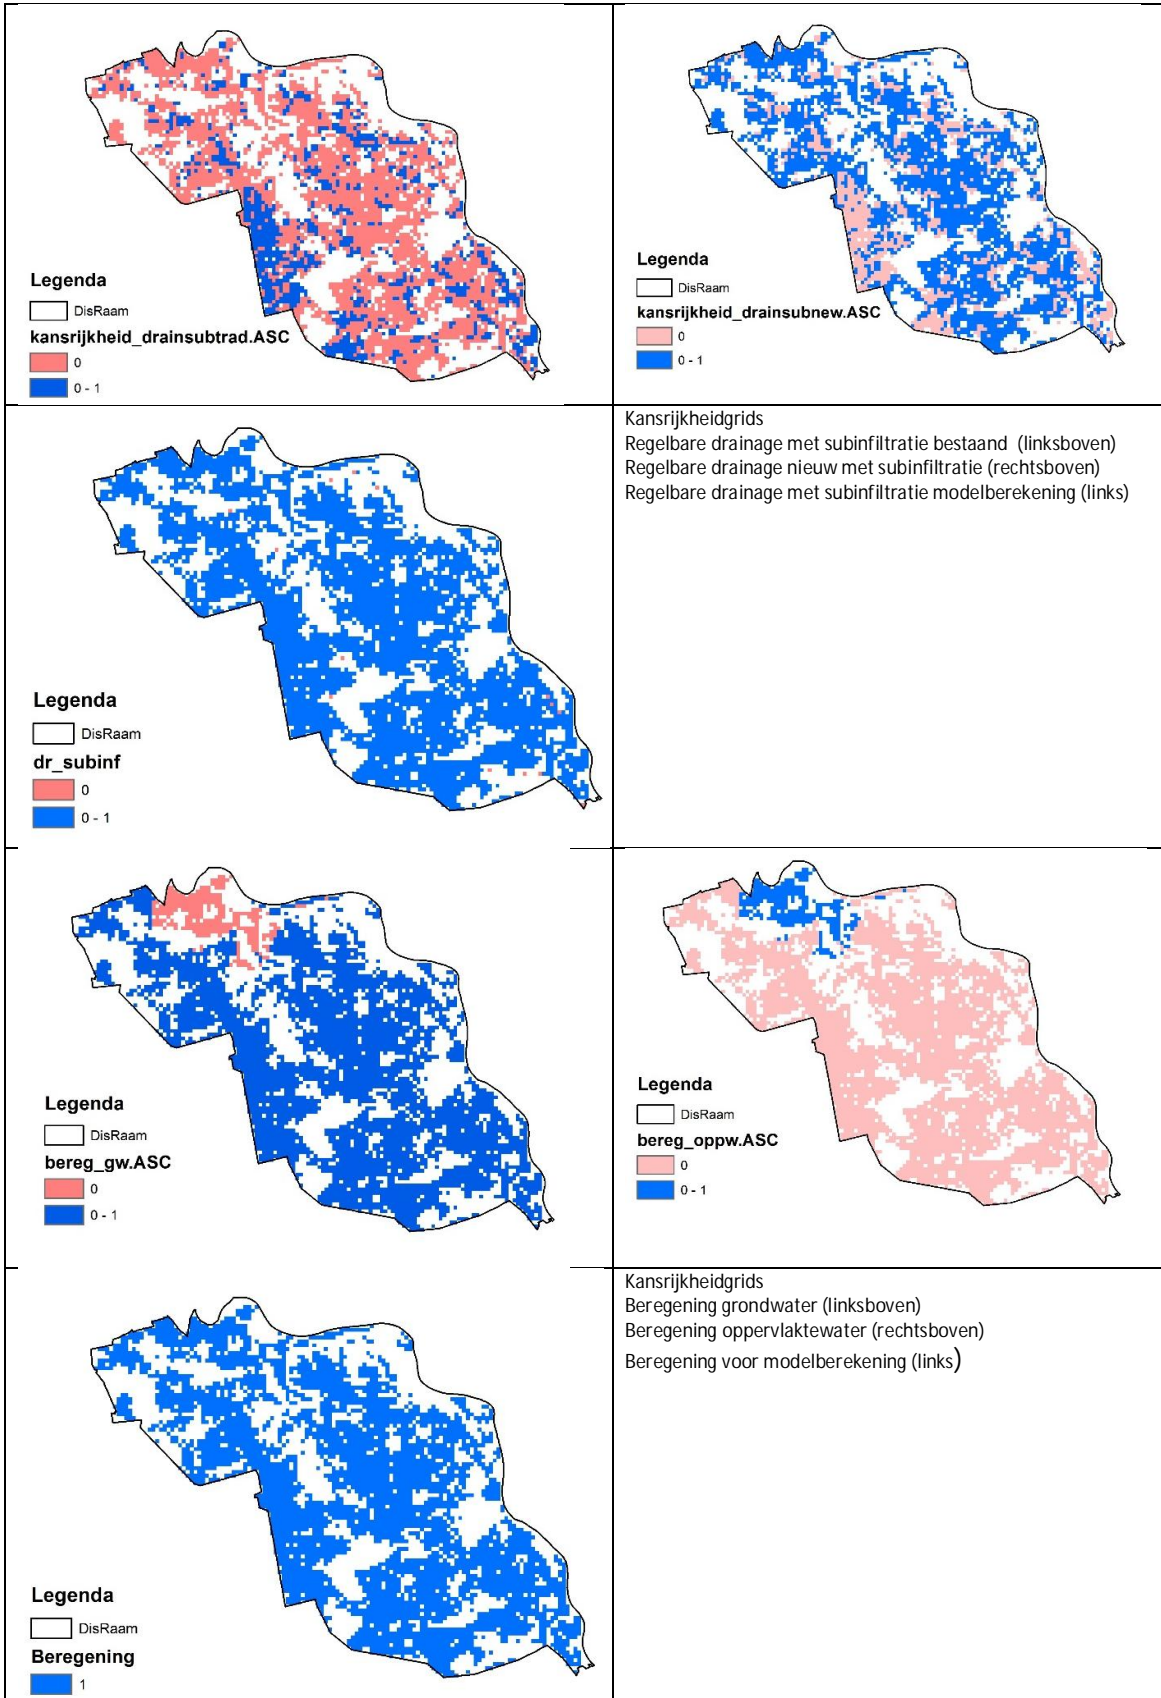 Legenda
DisRaam
kansrijkheid_drainsubtrad.ASC
0
0 - 1
Legenda
DisRaam
kansrijkheid_drainsubnew.ASC
0
0 - 1
Legenda
DisRaam
dr_subinf
0
0 - 1
Kansrijkheidgrids
Regelbare drainage met subinfiltratie bestaand (linksboven)
Regelbare drainage nieuw met subinfiltratie (rechtsboven)
Regelbare drainage met subinfiltratie modelberekening (links)
Legenda
DisRaam
bereg_gw.ASC
0
0 - 1
Legenda
DisRaam
bereg_oppw.ASC
0
0 - 1
Legenda
DisRaam
Beregening
1
Kansrijkheidgrids
Beregening grondwater (linksboven)
Beregening oppervlaktewater (rechtsboven)
Beregening voor modelberekening (links)